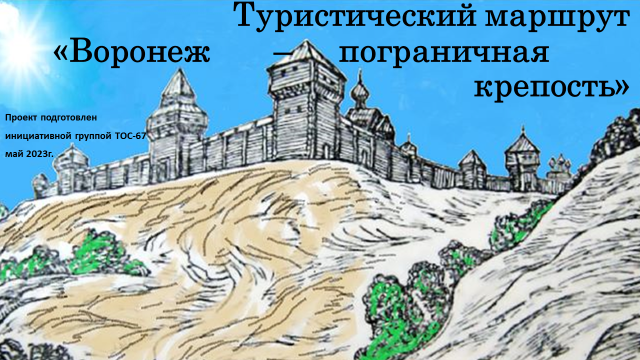 Туристический маршрут
«Воронеж – пограничная
крепость»
Проект подготовлен
инициативной группой ТОС-67
май 2023г.